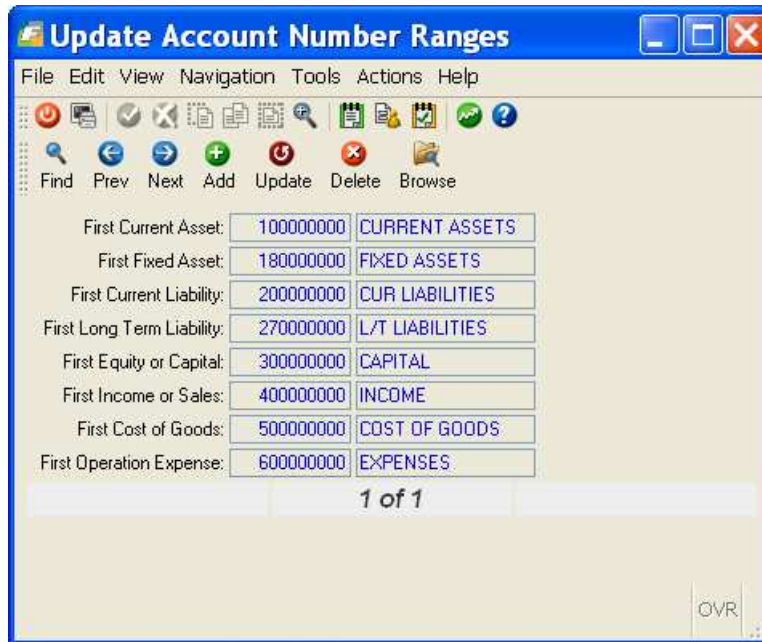 Update Account Number Ranges
File Edit View Navigation Tools Actions Help
Find Prev Next Add Update Delete Browse
First Current Asset: 100000000 CURRENT ASSETS
First Fixed Asset: 180000000 FIXED ASSETS
First Current Liability: 200000000 CUR LIABILITIES
First Long Term Liability: 270000000 L/T LIABILITIES
First Equity or Capital: 300000000 CAPITAL
First Income or Sales: 400000000 INCOME
First Cost of Goods: 500000000 COST OF GOODS
First Operation Expense: 600000000 EXPENSES
1 of 1
OVR